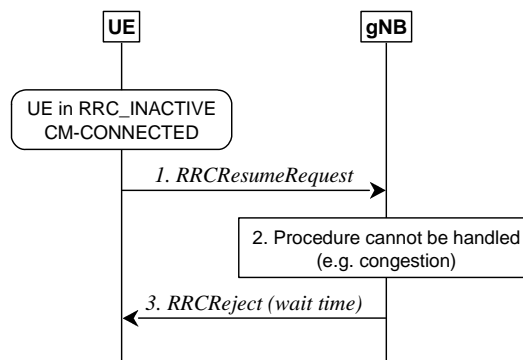 UE
gNB
UE in RRC_INACTIVE
CM-CONNECTED
1. RRCResumeRequest
2. Procedure cannot be handled
(e.g. congestion)
3. RRCReject (wait time)